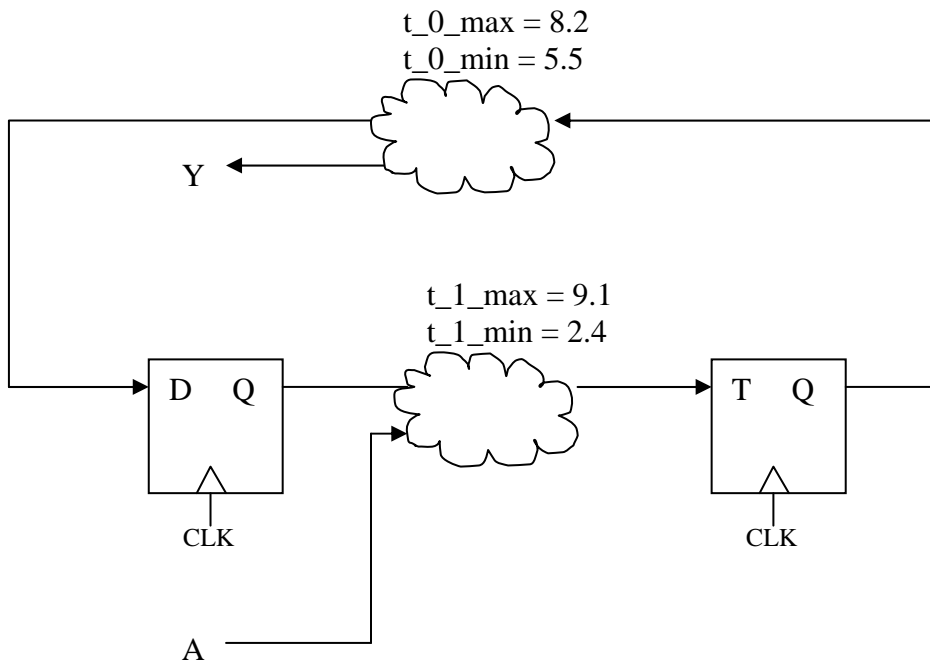 t_0_max = 8.2
t_0_min = 5.5
Y
t_1_max = 9.1
t_1_min = 2.4
D Q
T Q
CLK
CLK
A